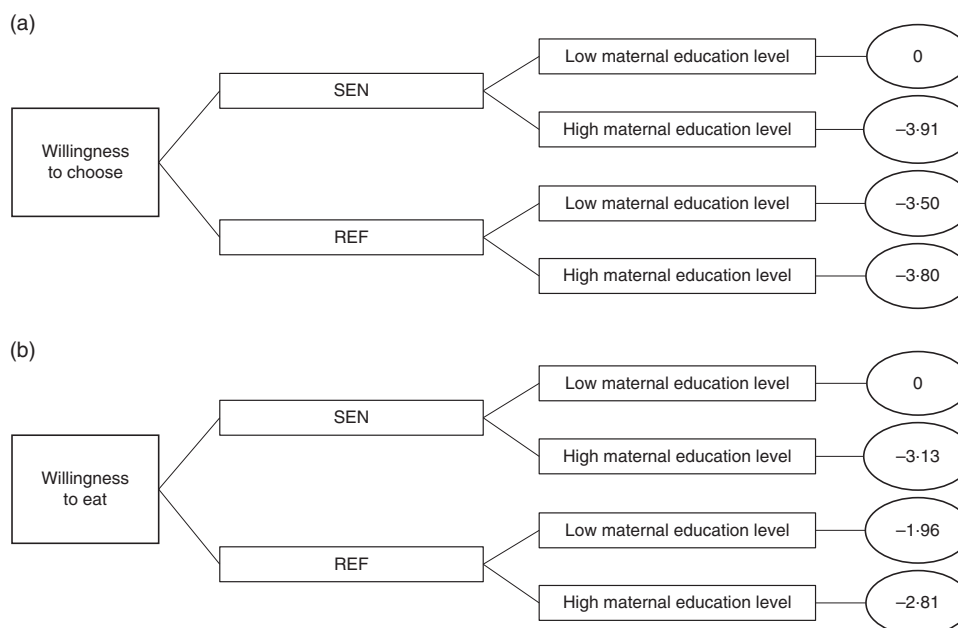 (a)
Willingness
to choose
SEN
Low maternal education level
0
High maternal education level
–3·91
REF
Low maternal education level
–3·50
High maternal education level
–3·80
(b)
Willingness
to eat
SEN
Low maternal education level
0
High maternal education level
–3·13
REF
Low maternal education level
–1·96
High maternal education level
–2·81